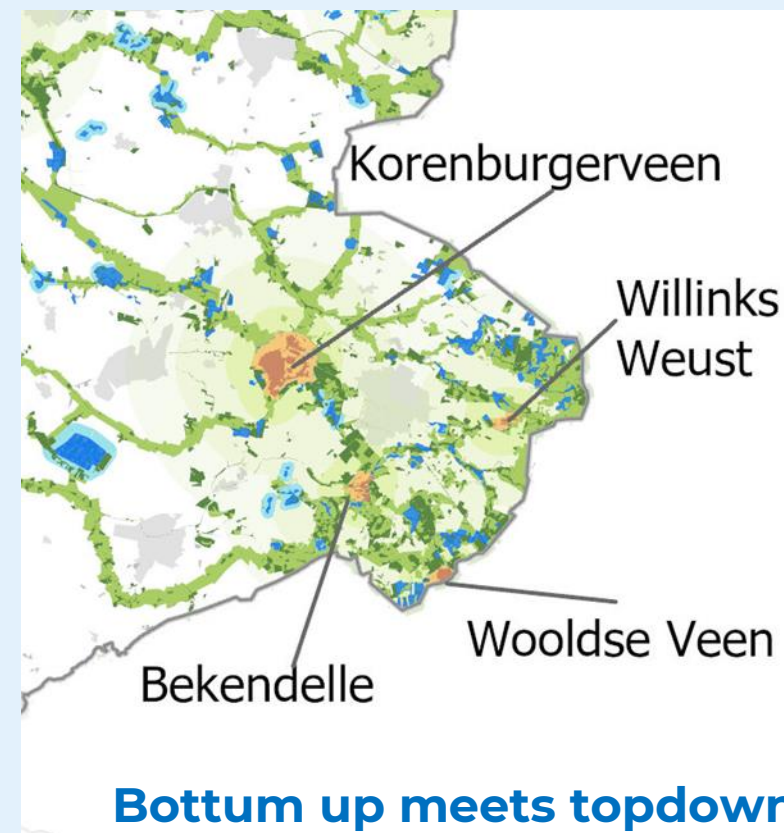 Korenburgerveen
Willinks
Weust
Wooldse Veen
Bekendelle
Bottum up meets topdown